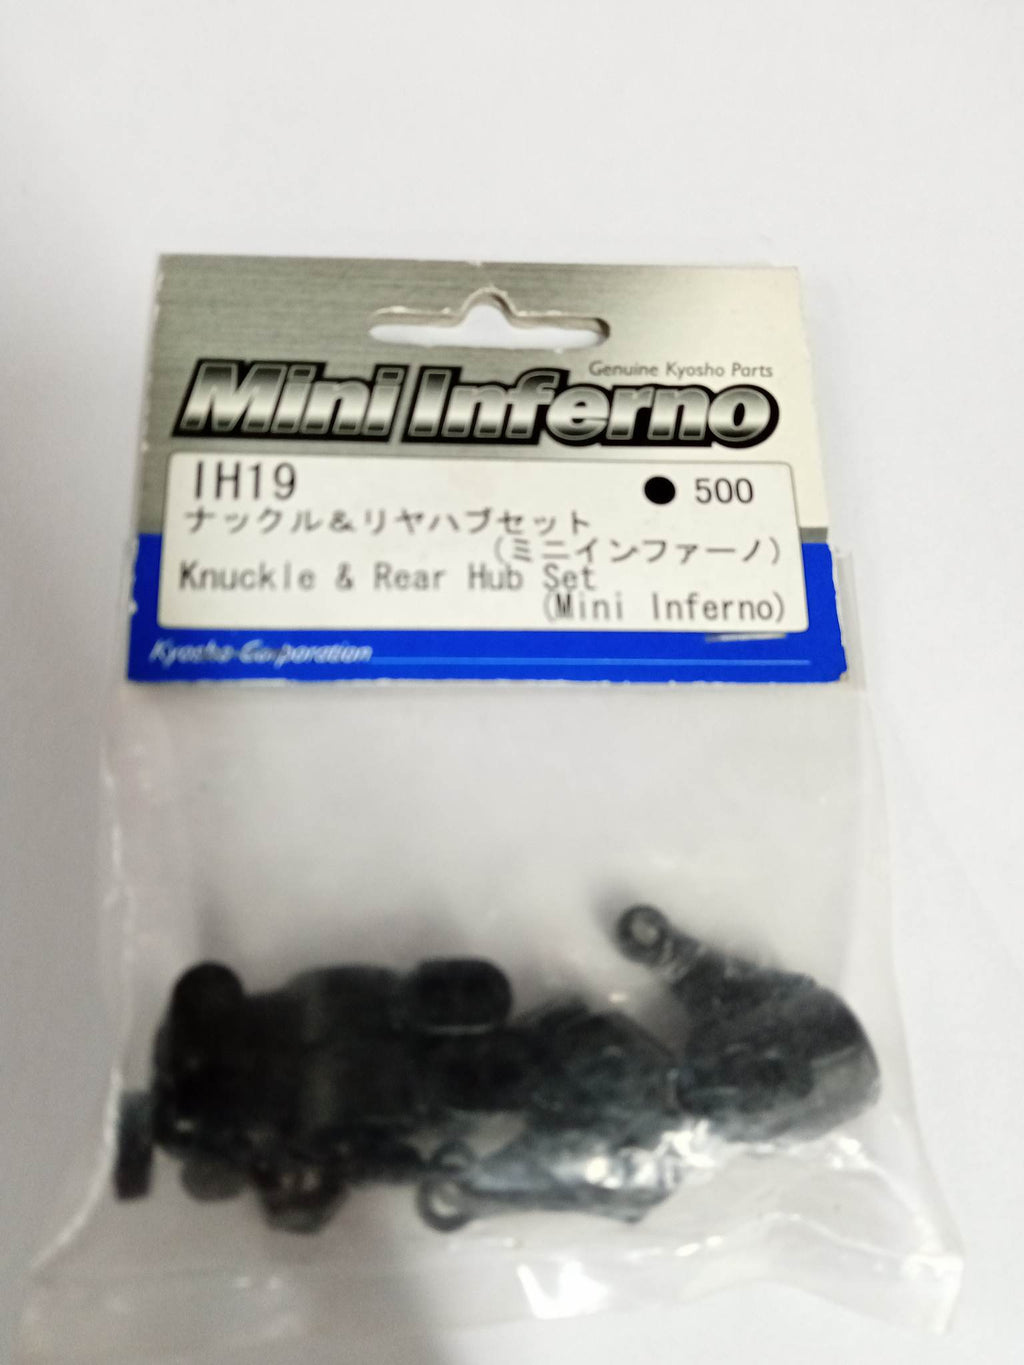 Genuine Kyosho Parts
Mini Inferno
IH19 ● 500
ナックル&リヤハブセット
(ミニインファーノ)
Knuckle & Rear Hub Set
(Mini Inferno)
Kyosho Corporation